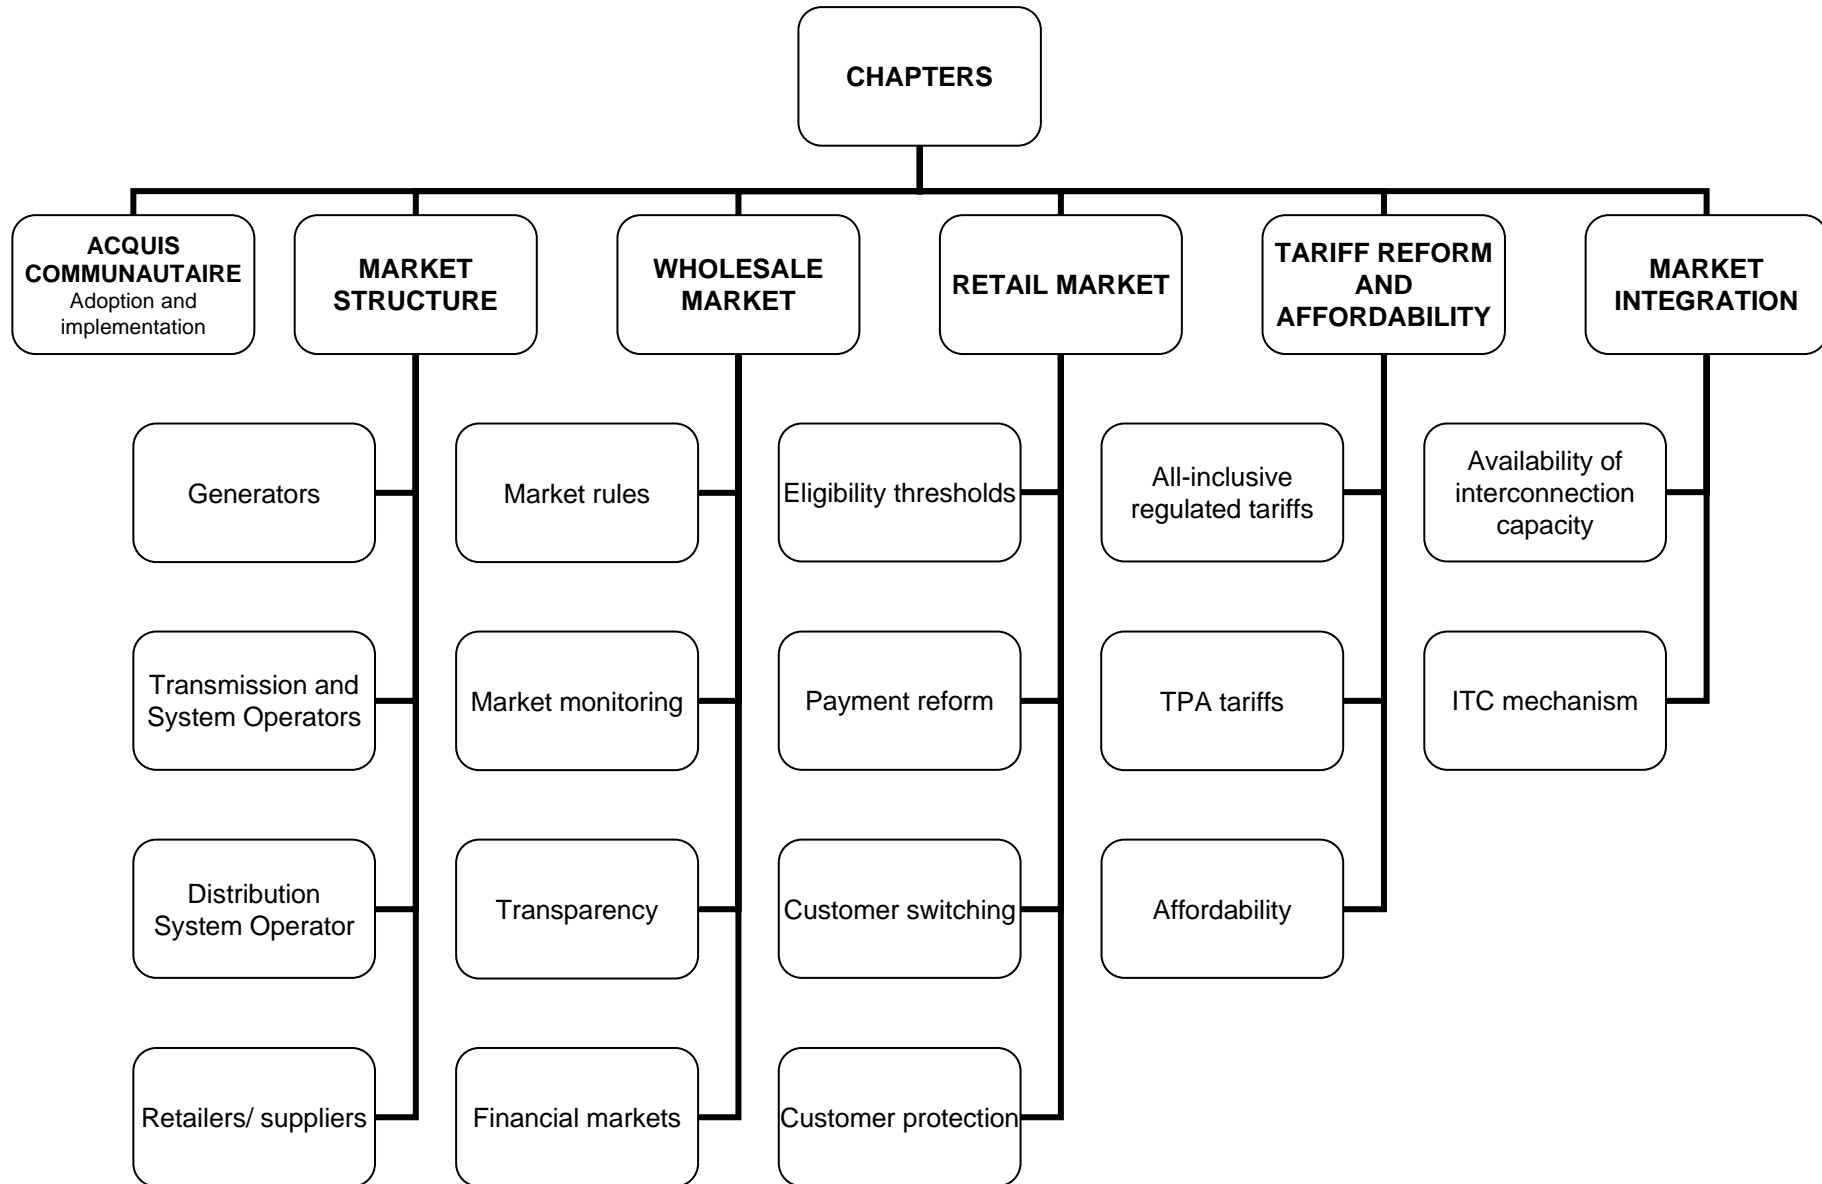 CHAPTERS
ACQUIS
COMMUNAUTAIRE
Adoption and
implementation
MARKET
STRUCTURE
WHOLESALE
MARKET
RETAIL MARKET
TARIFF REFORM
AND
AFFORDABILITY
MARKET
INTEGRATION
Generators
Market rules
Eligibility thresholds
All-inclusive
regulated tariffs
Availability of
interconnection
capacity
Transmission and
System Operators
Market monitoring
Payment reform
TPA tariffs
ITC mechanism
Distribution
System Operator
Transparency
Customer switching
Affordability
Retailers/ suppliers
Financial markets
Customer protection